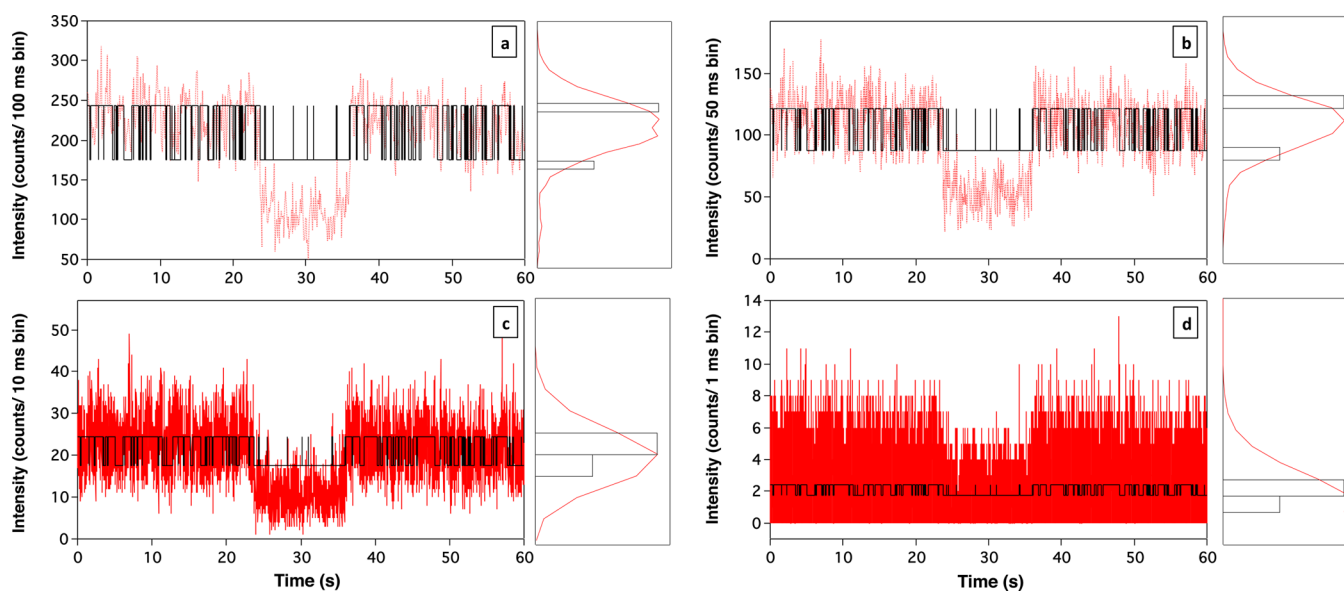 a
Intensity (counts/ 100 ms bin)
350
300
250
200
150
100
50
0 10 20 30 40 50 60
b
Intensity (counts/ 50 ms bin)
150
100
50
0
0 10 20 30 40 50 60
c
Intensity (counts/ 10 ms bin)
50
40
30
20
10
0
0 10 20 30 40 50 60
Time (s)
d
Intensity (counts/ 1 ms bin)
14
12
10
8
6
4
2
0
0 10 20 30 40 50 60
Time (s)